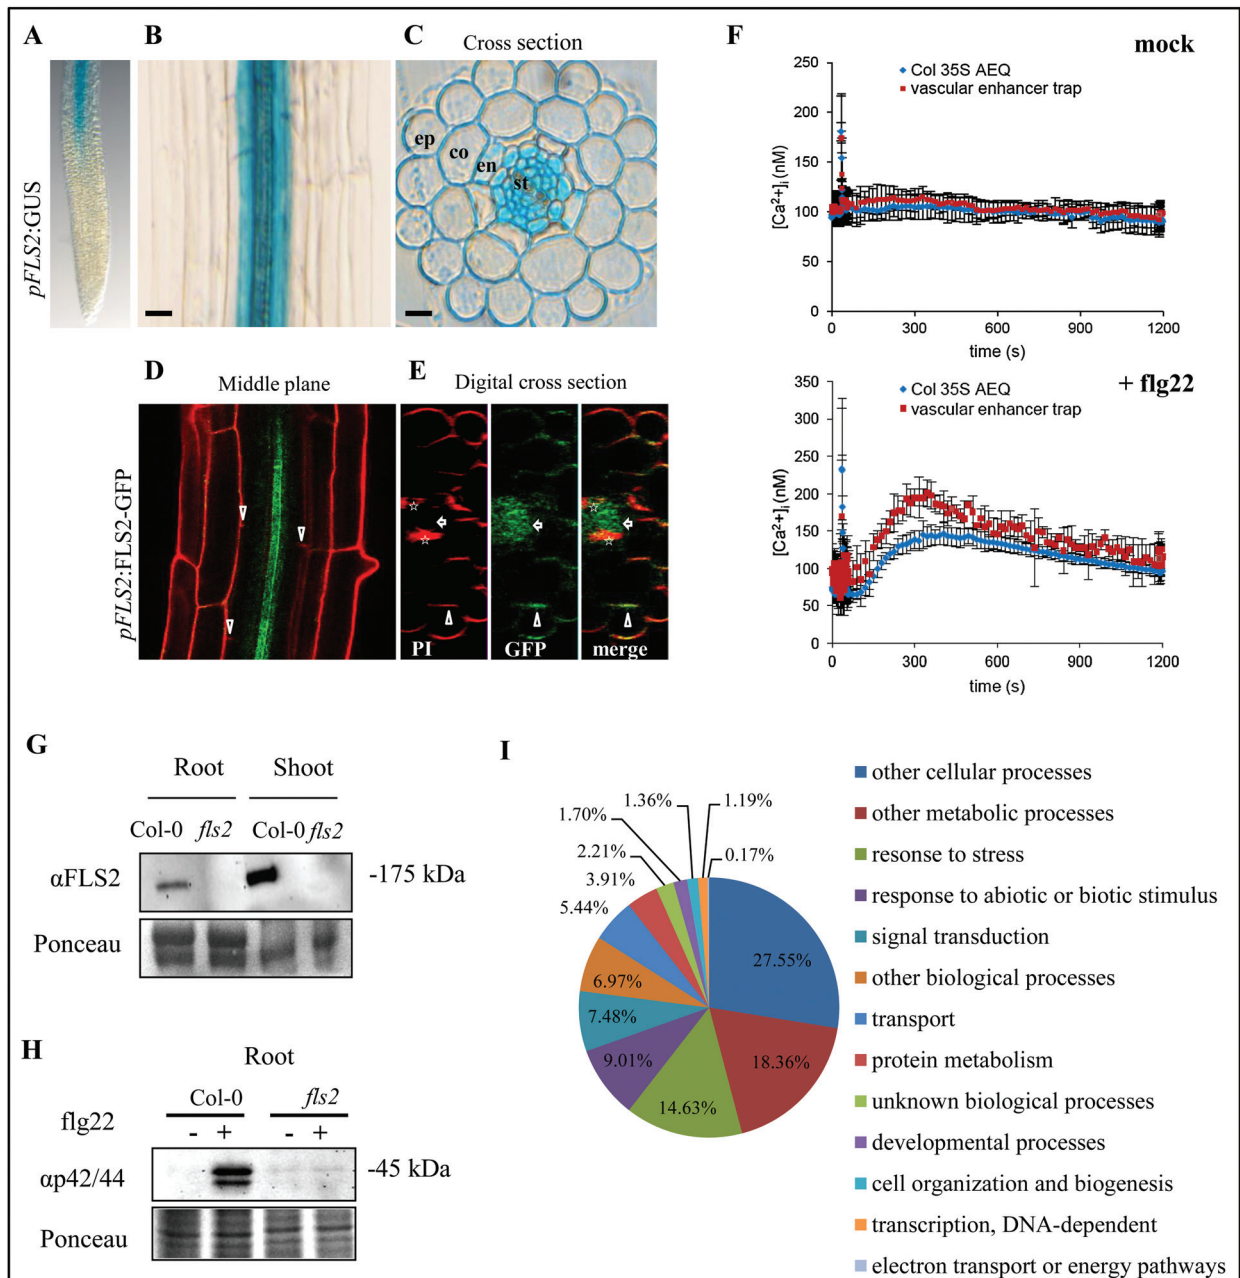 A
pFLS2:GUS
B
C
Cross section
ep
co
en
st
D
Middle plane
pFLS2:FLS2-GFP
E
Digital cross section
PI
GFP
merge
F
mock
250
200
150
100
50
0
[Ca²⁺]i (nM)
Col 35S AEQ
vascular enhancer trap
0 300 600 900 1200
time (s)
+ flg22
350
300
250
200
150
100
50
0
[Ca²⁺]i (nM)
Col 35S AEQ
vascular enhancer trap
0 300 600 900 1200
time (s)
G
Root Shoot
Col-0 fls2 Col-0 fls2
αFLS2
-175 kDa
Ponceau
H
Root
Col-0 fls2
flg22
- + - +
αp42/44
-45 kDa
Ponceau
I
1.36% 1.19%
1.70%
2.21% 0.17%
3.91%
5.44%
6.97%
7.48%
9.01%
14.63%
18.36%
27.55%
other cellular processes
other metabolic processes
resonse to stress
response to abiotic or biotic stimulus
signal transduction
other biological processes
transport
protein metabolism
unknown biological processes
developmental processes
cell organization and biogenesis
transcription, DNA-dependent
electron transport or energy pathways